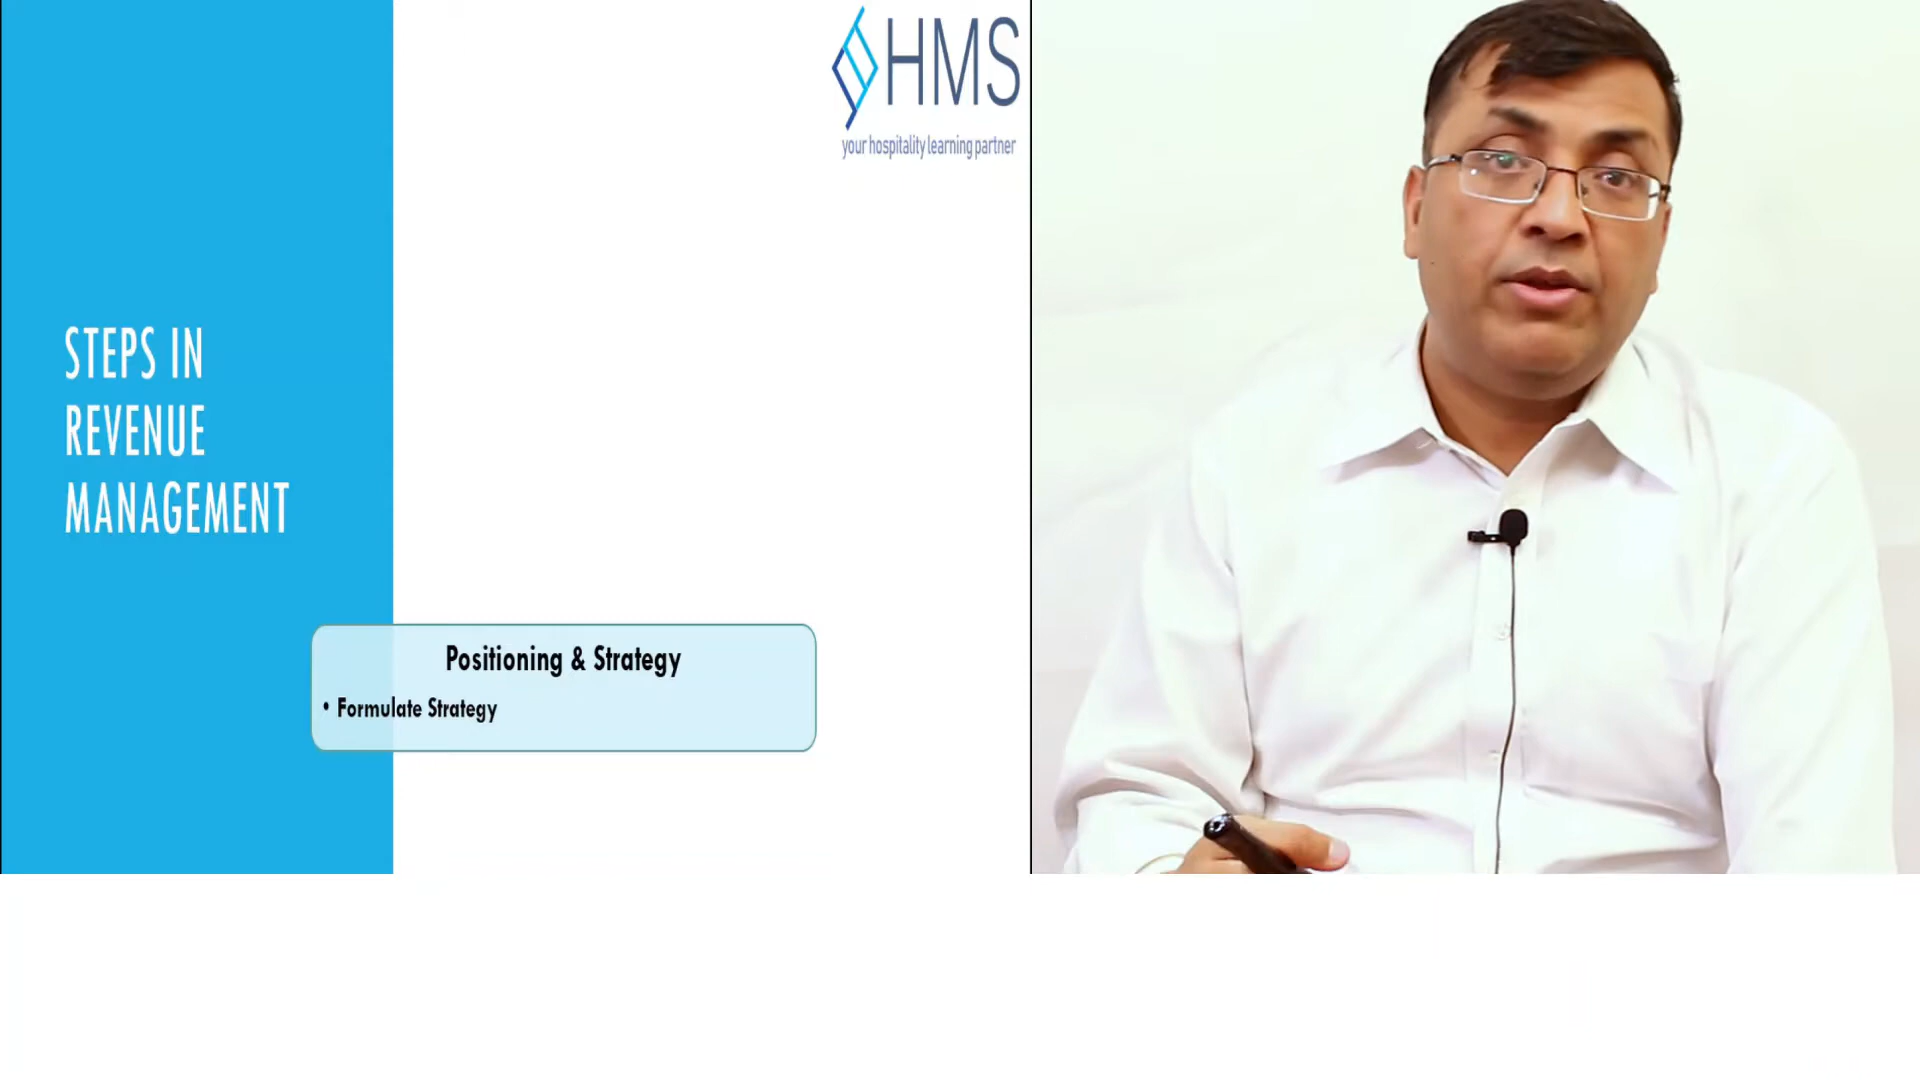 HMS
your hospitality learning partner
STEPS IN
REVENUE
MANAGEMENT
Positioning & Strategy
• Formulate Strategy